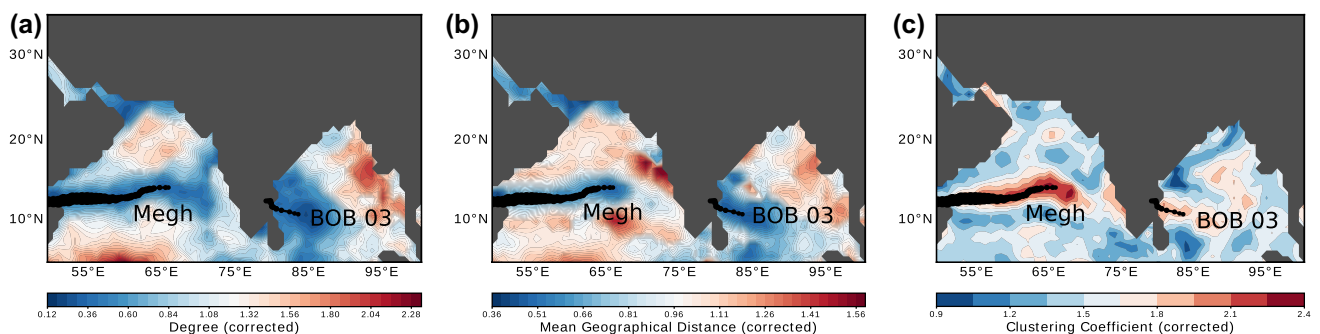 (a)
30°N
20°N
10°N
Megh
BOB 03
55°E 65°E 75°E 85°E 95°E
0.12 0.36 0.60 0.84 1.08 1.32 1.56 1.80 2.04 2.28
Degree (corrected)
(b)
30°N
20°N
10°N
Megh
BOB 03
55°E 65°E 75°E 85°E 95°E
0.36 0.51 0.66 0.81 0.96 1.11 1.26 1.41 1.56
Mean Geographical Distance (corrected)
(c)
30°N
20°N
10°N
Megh
BOB 03
55°E 65°E 75°E 85°E 95°E
0.9 1.2 1.5 1.8 2.1 2.4
Clustering Coefficient (corrected)